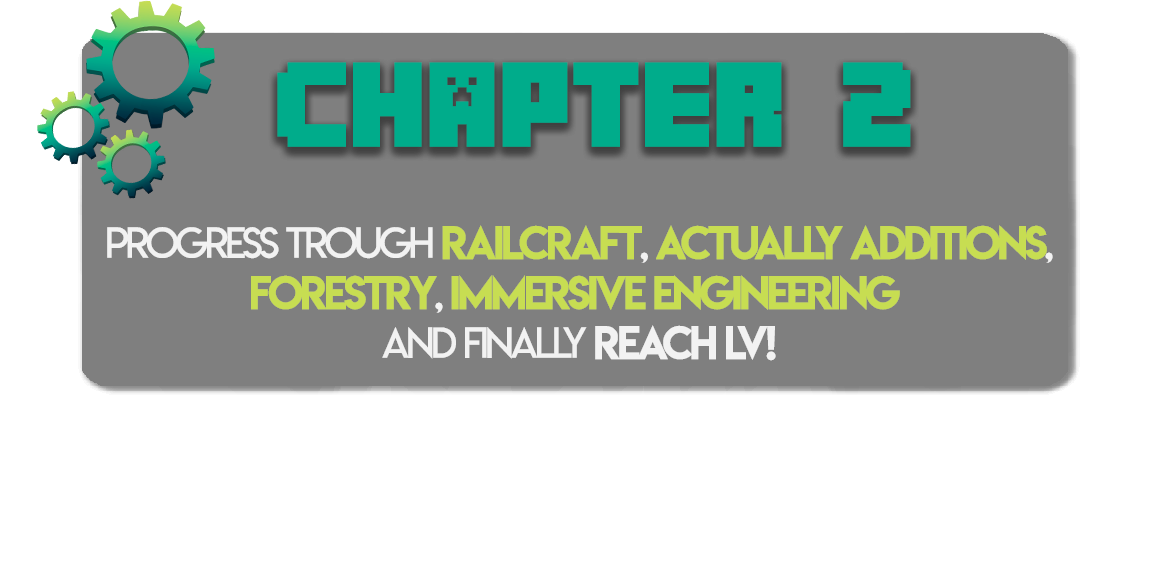 CHAPTER 2
PROGRESS TROUGH RAILCRAFT, ACTUALLY ADDITIONS,
FORESTRY, IMMERSIVE ENGINEERING
AND FINALLY REACH LV!